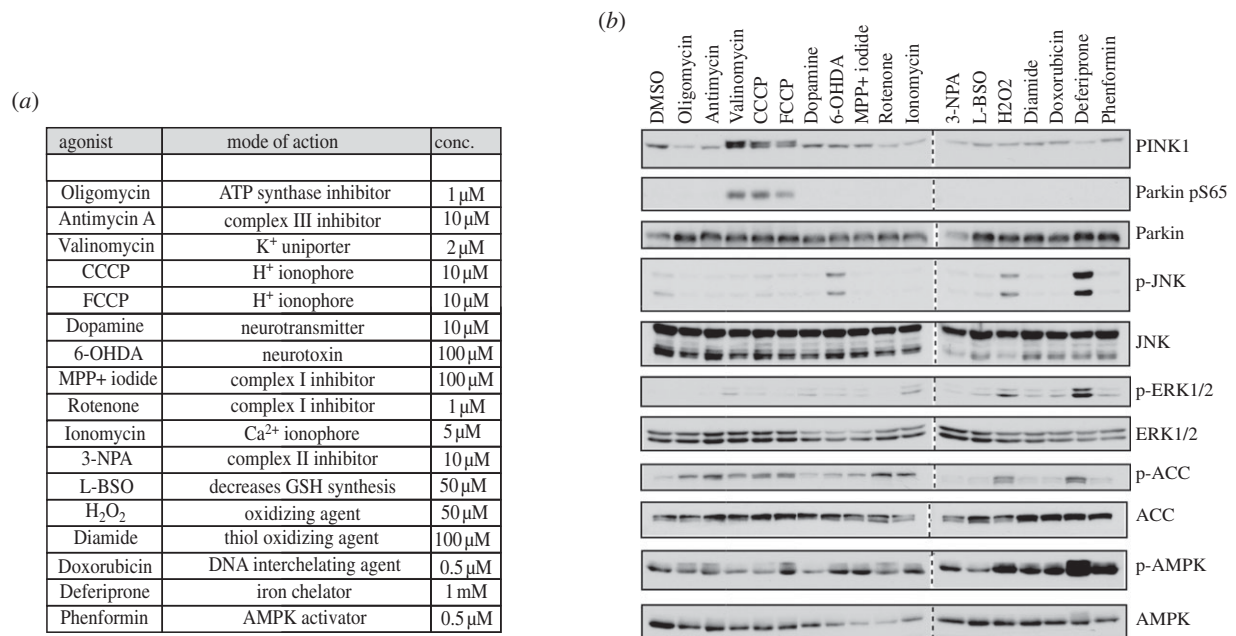 (a)
agonist mode of action conc.
Oligomycin ATP synthase inhibitor 1 µM
Antimycin A complex III inhibitor 10 µM
Valinomycin K+ uniporter 2 µM
CCCP H+ ionophore 10 µM
FCCP H+ ionophore 10 µM
Dopamine neurotransmitter 10 µM
6-OHDA neurotoxin 100 µM
MPP+ iodide complex I inhibitor 100 µM
Rotenone complex I inhibitor 1 µM
Ionomycin Ca2+ ionophore 5 µM
3-NPA complex II inhibitor 10 µM
L-BSO decreases GSH synthesis 50 µM
H2O2 oxidizing agent 50 µM
Diamide thiol oxidizing agent 100 µM
Doxorubicin DNA interchelating agent 0.5 µM
Deferiprone iron chelator 1 mM
Phenformin AMPK activator 0.5 µM
(b)
DMSO
Oligomycin
Antimycin
Valinomycin
CCCP
FCCP
Dopamine
6-OHDA
MPP+ iodide
Rotenone
Ionomycin
3-NPA
L-BSO
H2O2
Diamide
Doxorubicin
Deferiprone
Phenformin
PINK1
Parkin pS65
Parkin
p-JNK
JNK
p-ERK1/2
ERK1/2
p-ACC
ACC
p-AMPK
AMPK